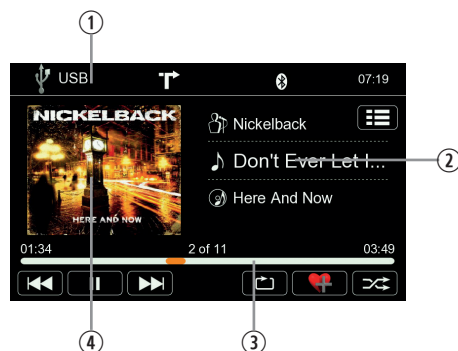 1
USB
07:19
NICKELBACK
Nickelback
Don't Ever Let I...
2
Here And Now
HERE AND NOW
01:34
2 of 11
03:49
4
3